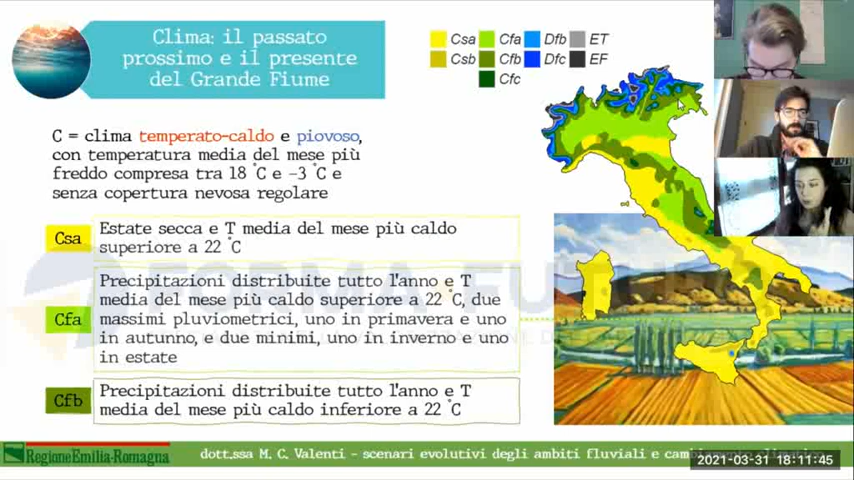 Clima: il passato
prossimo e il presente
del Grande Fiume
Csa Cfa Dfb ET
Csb Cfb Dfc EF
Cfc
C = clima temperato-caldo e piovoso,
con temperatura media del mese più
freddo compresa tra 18 °C e -3 °C e
senza copertura nevosa regolare
Csa
Estate secca e T media del mese più caldo
superiore a 22 °C
Cfa
Precipitazioni distribuite tutto l'anno e T
media del mese più caldo superiore a 22 °C, due
massimi pluviometrici, uno in primavera e uno
in autunno, e due minimi, uno in inverno e uno
in estate
Cfb
Precipitazioni distribuite tutto l'anno e T
media del mese più caldo inferiore a 22 °C
FORMA FUTURO
RegioneEmilia-Romagna
dott.ssa M. C. Valenti - scenari evolutivi degli ambiti fluviali e
2021-03-31 18:11:45